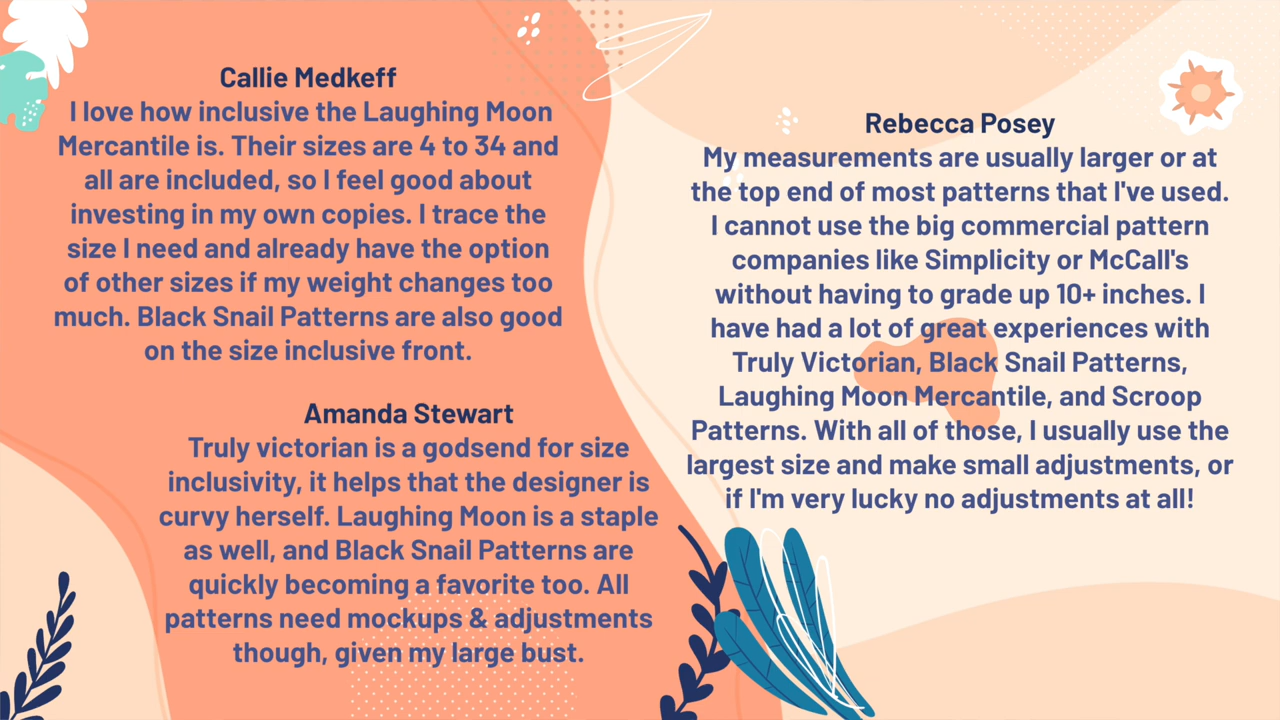 Callie Medkeff
I love how inclusive the Laughing Moon
Mercantile is. Their sizes are 4 to 34 and
all are included, so I feel good about
investing in my own copies. I trace the
size I need and already have the option
of other sizes if my weight changes too
much. Black Snail Patterns are also good
on the size inclusive front.
Amanda Stewart
Truly victorian is a godsend for size
inclusivity, it helps that the designer is
curvy herself. Laughing Moon is a staple
as well, and Black Snail Patterns are
quickly becoming a favorite too. All
patterns need mockups & adjustments
though, given my large bust.
Rebecca Posey
My measurements are usually larger or at
the top end of most patterns that I've used.
I cannot use the big commercial pattern
companies like Simplicity or McCall's
without having to grade up 10+ inches. I
have had a lot of great experiences with
Truly Victorian, Black Snail Patterns,
Laughing Moon Mercantile, and Scroop
Patterns. With all of those, I usually use the
largest size and make small adjustments, or
if I'm very lucky no adjustments at all!